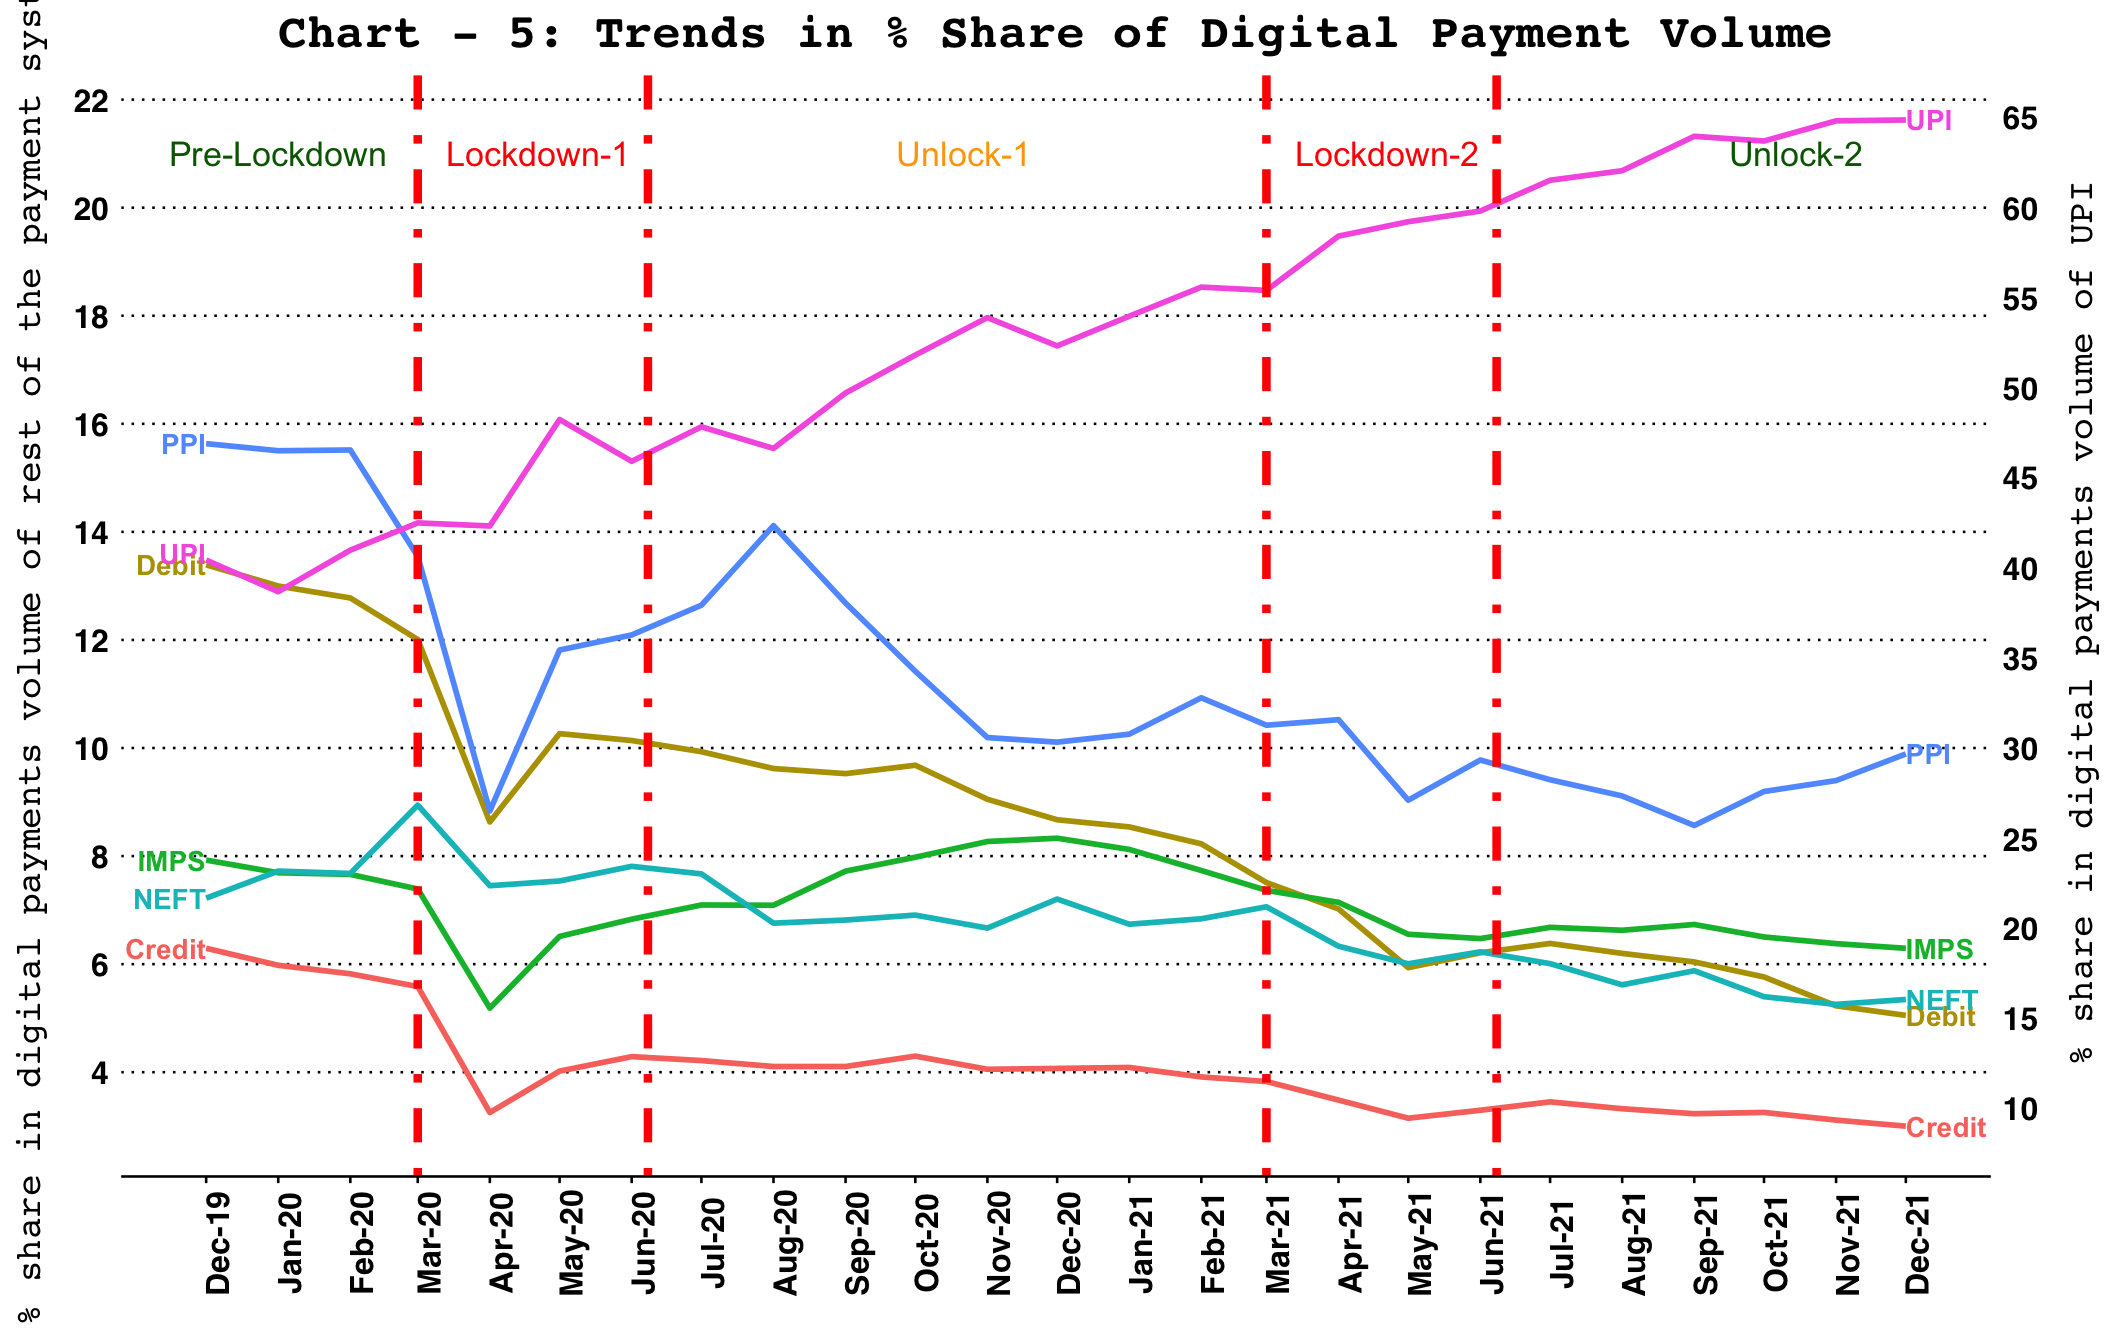 Chart - 5: Trends in % Share of Digital Payment Volume
% share in digital payments volume of rest of the payment syst
22
20
18
16
14
12
10
8
6
4
Pre-Lockdown
Lockdown-1
Unlock-1
Lockdown-2
Unlock-2
PPI
UPI
Debit
IMPS
NEFT
Credit
UPI
PPI
IMPS
NEFT
Debit
Credit
65
60
55
50
45
40
35
30
25
20
15
10
% share in digital payments volume of UPI
Dec-19
Jan-20
Feb-20
Mar-20
Apr-20
May-20
Jun-20
Jul-20
Aug-20
Sep-20
Oct-20
Nov-20
Dec-20
Jan-21
Feb-21
Mar-21
Apr-21
May-21
Jun-21
Jul-21
Aug-21
Sep-21
Oct-21
Nov-21
Dec-21